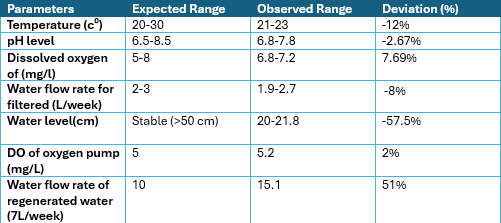 Parameters Expected Range Observed Range Deviation (%)
Temperature (c⁰) 20-30 21-23 -12%
pH level 6.5-8.5 6.8-7.8 -2.67%
Dissolved oxygen 5-8 6.8-7.2 7.69%
of (mg/l)
Water flow rate for 2-3 1.9-2.7 -8%
filtered (L/week)
Water level(cm) Stable (>50 cm) 20-21.8 -57.5%
DO of oxygen pump 5 5.2 2%
(mg/L)
Water flow rate of 10 15.1 51%
regenerated water
(7L/week)